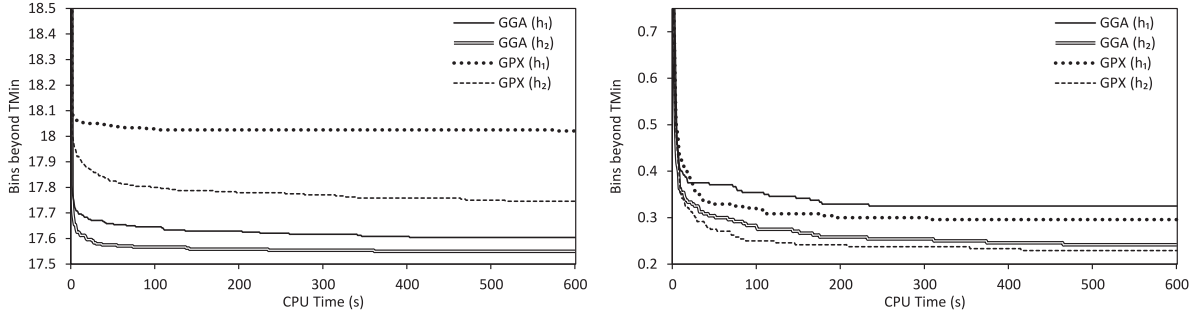 18.5
18.4
18.3
18.2
18.1
18
17.9
17.8
17.7
17.6
17.5
Bins beyond TMin
0 100 200 300 400 500 600
CPU Time (s)
GGA (h₁)
GGA (h₂)
GPX (h₁)
GPX (h₂)
0.7
0.6
0.5
0.4
0.3
0.2
Bins beyond TMin
0 100 200 300 400 500 600
CPU Time (s)
GGA (h₁)
GGA (h₂)
GPX (h₁)
GPX (h₂)